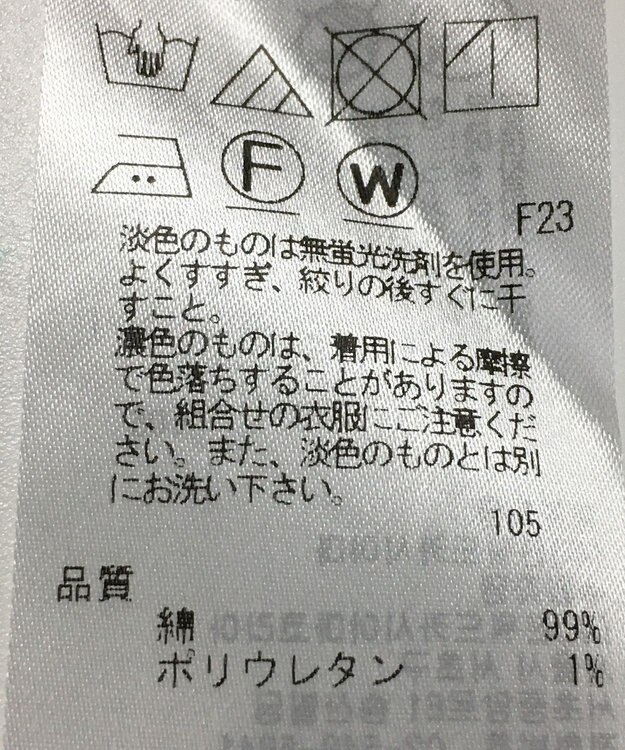 F
W
F23
淡色のものは無蛍光洗剤を使用。
よくすすぎ、絞りの後すぐに干
すこと。
濃色のものは、着用による摩擦
で色落ちすることがありますの
で、組合せの衣服にご注意くだ
さい。また、淡色のものとは別
にお洗い下さい。
105
品質
綿 99%
ポリウレタン 1%